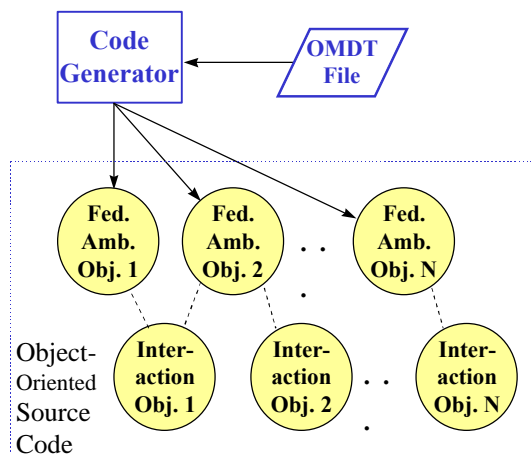 Code
Generator
OMDT
File
Fed.
Amb.
Obj. 1
Fed.
Amb.
Obj. 2
. . .
Fed.
Amb.
Obj. N
Object-
Oriented
Source
Code
Inter-
action
Obj. 1
Inter-
action
Obj. 2
. . .
Inter-
action
Obj. N